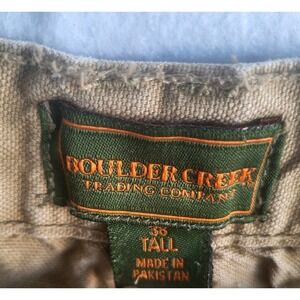 BOULDER CREEK
TRADING COMPANY
36
TALL
MADE IN
PAKISTAN